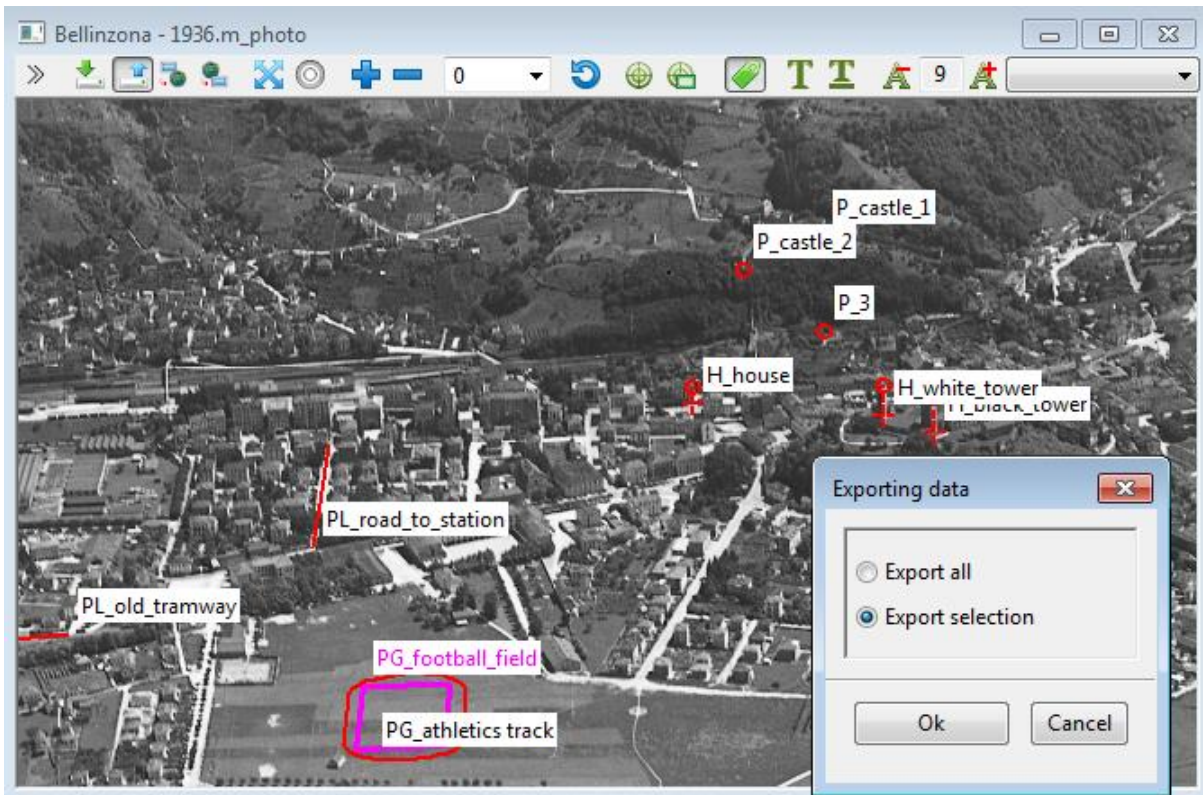 Bellinzona - 1936.m_photo
0
T T
A 9 A
P_castle_1
P_castle_2
P_3
H_house
H_white_tower
H_black_tower
PL_road_to_station
PL_old_tramway
PG_football_field
PG_athletics track
Exporting data
Export all
Export selection
Ok
Cancel